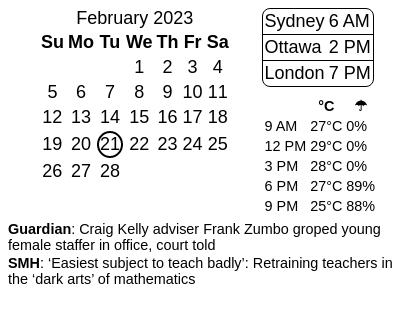 February 2023
Su Mo Tu We Th Fr Sa
1 2 3 4
5 6 7 8 9 10 11
12 13 14 15 16 17 18
19 20 21 22 23 24 25
26 27 28
Sydney 6 AM
Ottawa 2 PM
London 7 PM
°C ☂
9 AM 27°C 0%
12 PM 29°C 0%
3 PM 28°C 0%
6 PM 27°C 89%
9 PM 25°C 88%
Guardian: Craig Kelly adviser Frank Zumbo groped young
female staffer in office, court told
SMH: ‘Easiest subject to teach badly’: Retraining teachers in
the ‘dark arts’ of mathematics